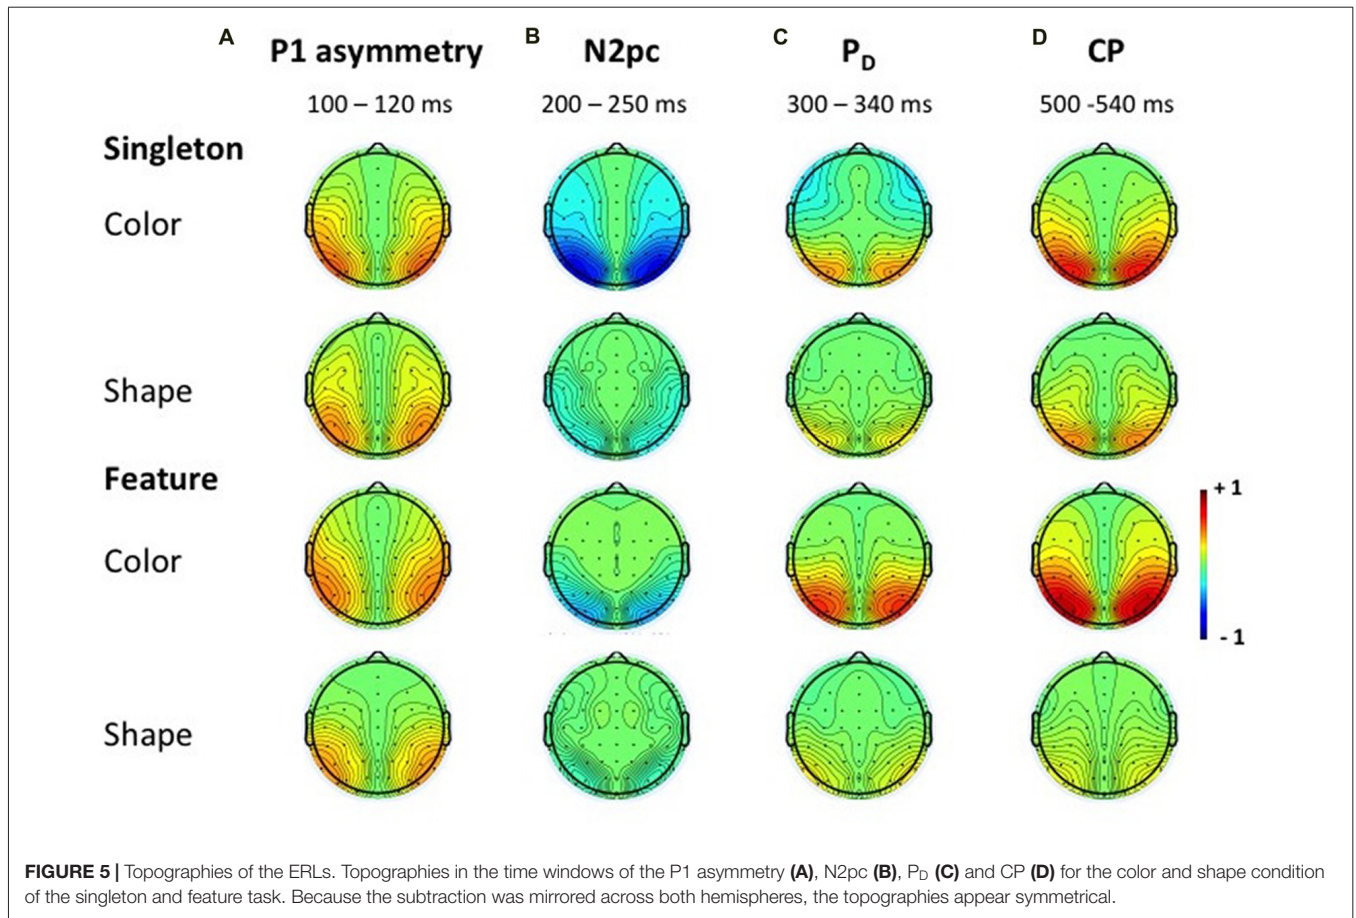 A P1 asymmetry B N2pc C PD D CP
100 – 120 ms 200 – 250 ms 300 – 340 ms 500 -540 ms
Singleton
Color
Shape
Feature
+ 1
Color
- 1
Shape
FIGURE 5 | Topographies of the ERLs. Topographies in the time windows of the P1 asymmetry (A), N2pc (B), PD (C) and CP (D) for the color and shape condition
of the singleton and feature task. Because the subtraction was mirrored across both hemispheres, the topographies appear symmetrical.